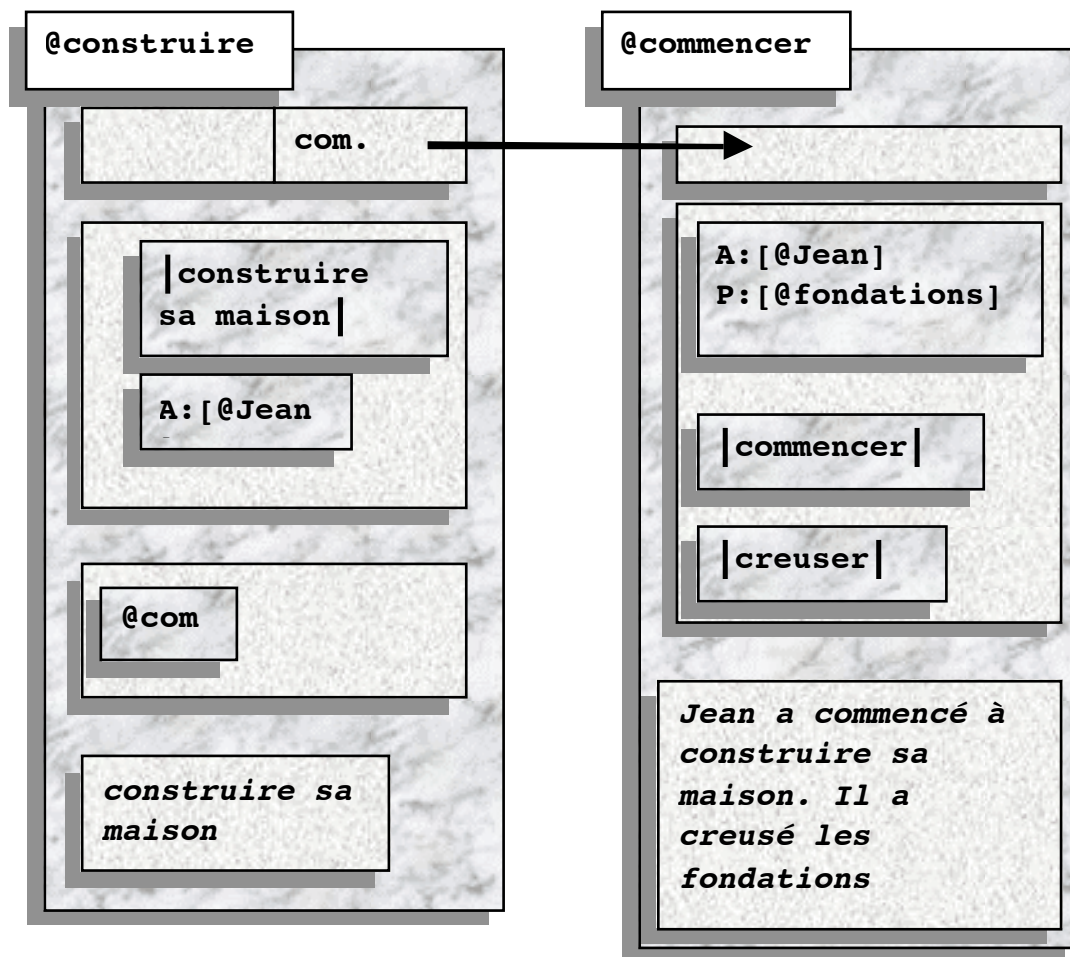 @construire
com.
|construire
sa maison|
A:[@Jean
@com
construire sa
maison
@commencer
A:[@Jean]
P:[@fondations]
|commencer|
|creuser|
Jean a commencé à
construire sa
maison. Il a
creusé les
fondations